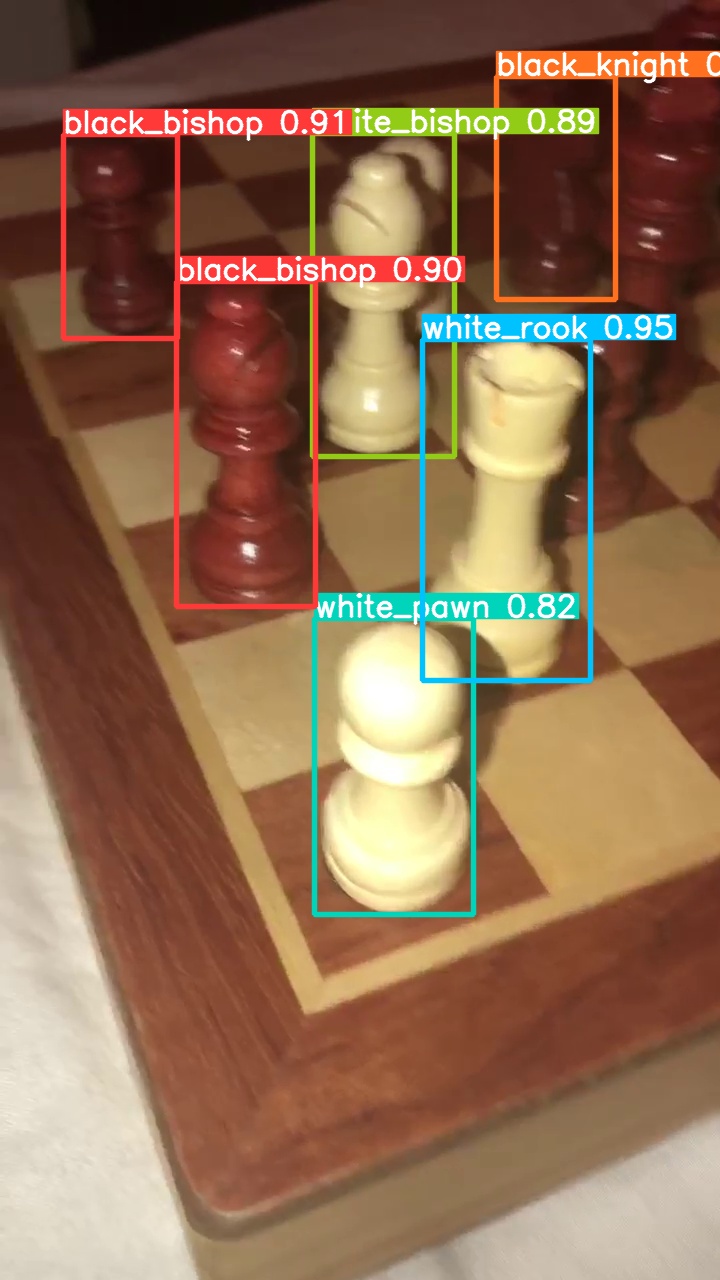 black_knight 0
black_bishop 0.91
ite_bishop 0.89
black_bishop 0.90
white_rook 0.95
white_pawn 0.82